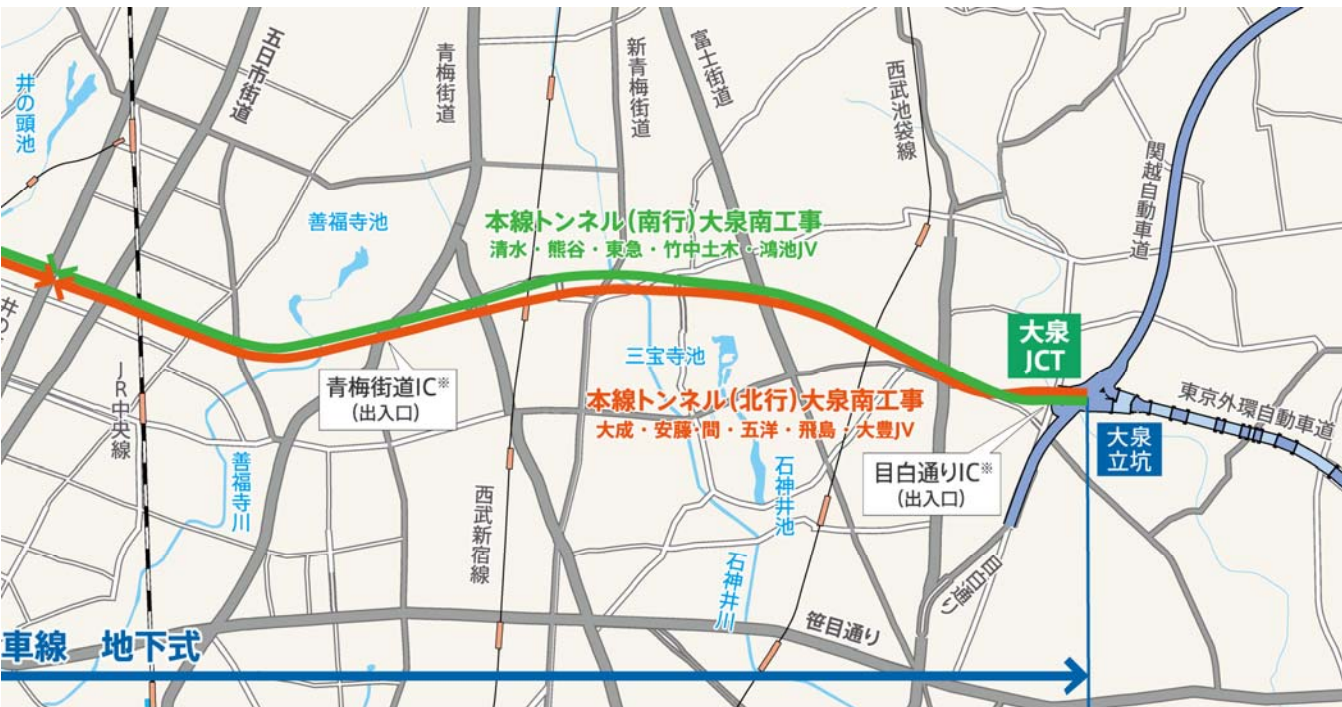 井の頭池
五日市街道
青梅街道
新青梅街道
富士街道
西武池袋線
関越自動車道
善福寺池
本線トンネル(南行)大泉南工事
清水・熊谷・東急・竹中土木・鴻池JV
井の
JR中央線
青梅街道IC※
(出入口)
三宝寺池
本線トンネル(北行)大泉南工事
大成・安藤・間・五洋・飛島・大豊JV
大泉
JCT
東京外環自動車道
大泉
立坑
目白通りIC※
(出入口)
善福寺川
西武新宿線
石神井池
石神井川
目白通り
笹目通り
車線 地下式